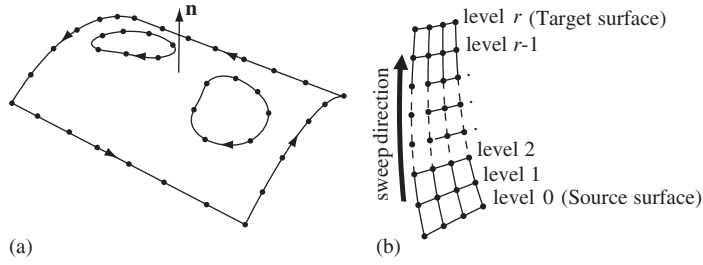 n
(a)
level r (Target surface)
level r-1
level 2
level 1
level 0 (Source surface)
sweep direction
(b)